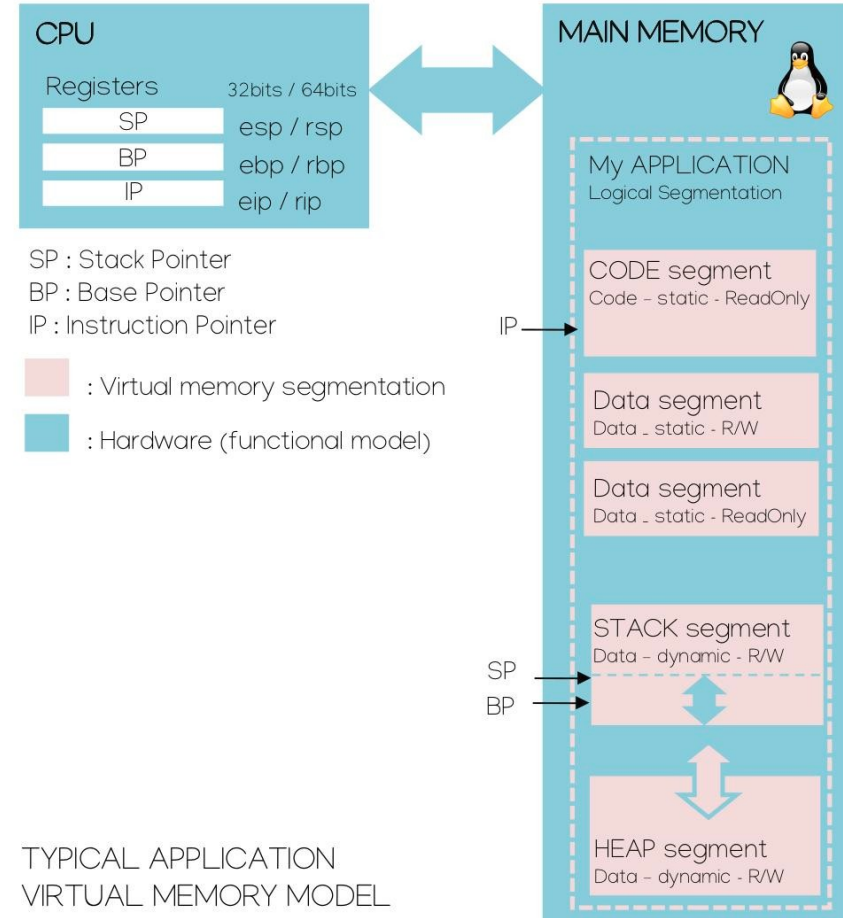 CPU
Registers 32bits / 64bits
SP esp / rsp
BP ebp / rbp
IP eip / rip
SP : Stack Pointer
BP : Base Pointer
IP : Instruction Pointer
: Virtual memory segmentation
: Hardware (functional model)
TYPICAL APPLICATION
VIRTUAL MEMORY MODEL
MAIN MEMORY
My APPLICATION
Logical Segmentation
CODE segment
Code - static - ReadOnly
IP
Data segment
Data _ static - R/W
Data segment
Data _ static - ReadOnly
STACK segment
Data - dynamic - R/W
SP
BP
HEAP segment
Data - dynamic - R/W